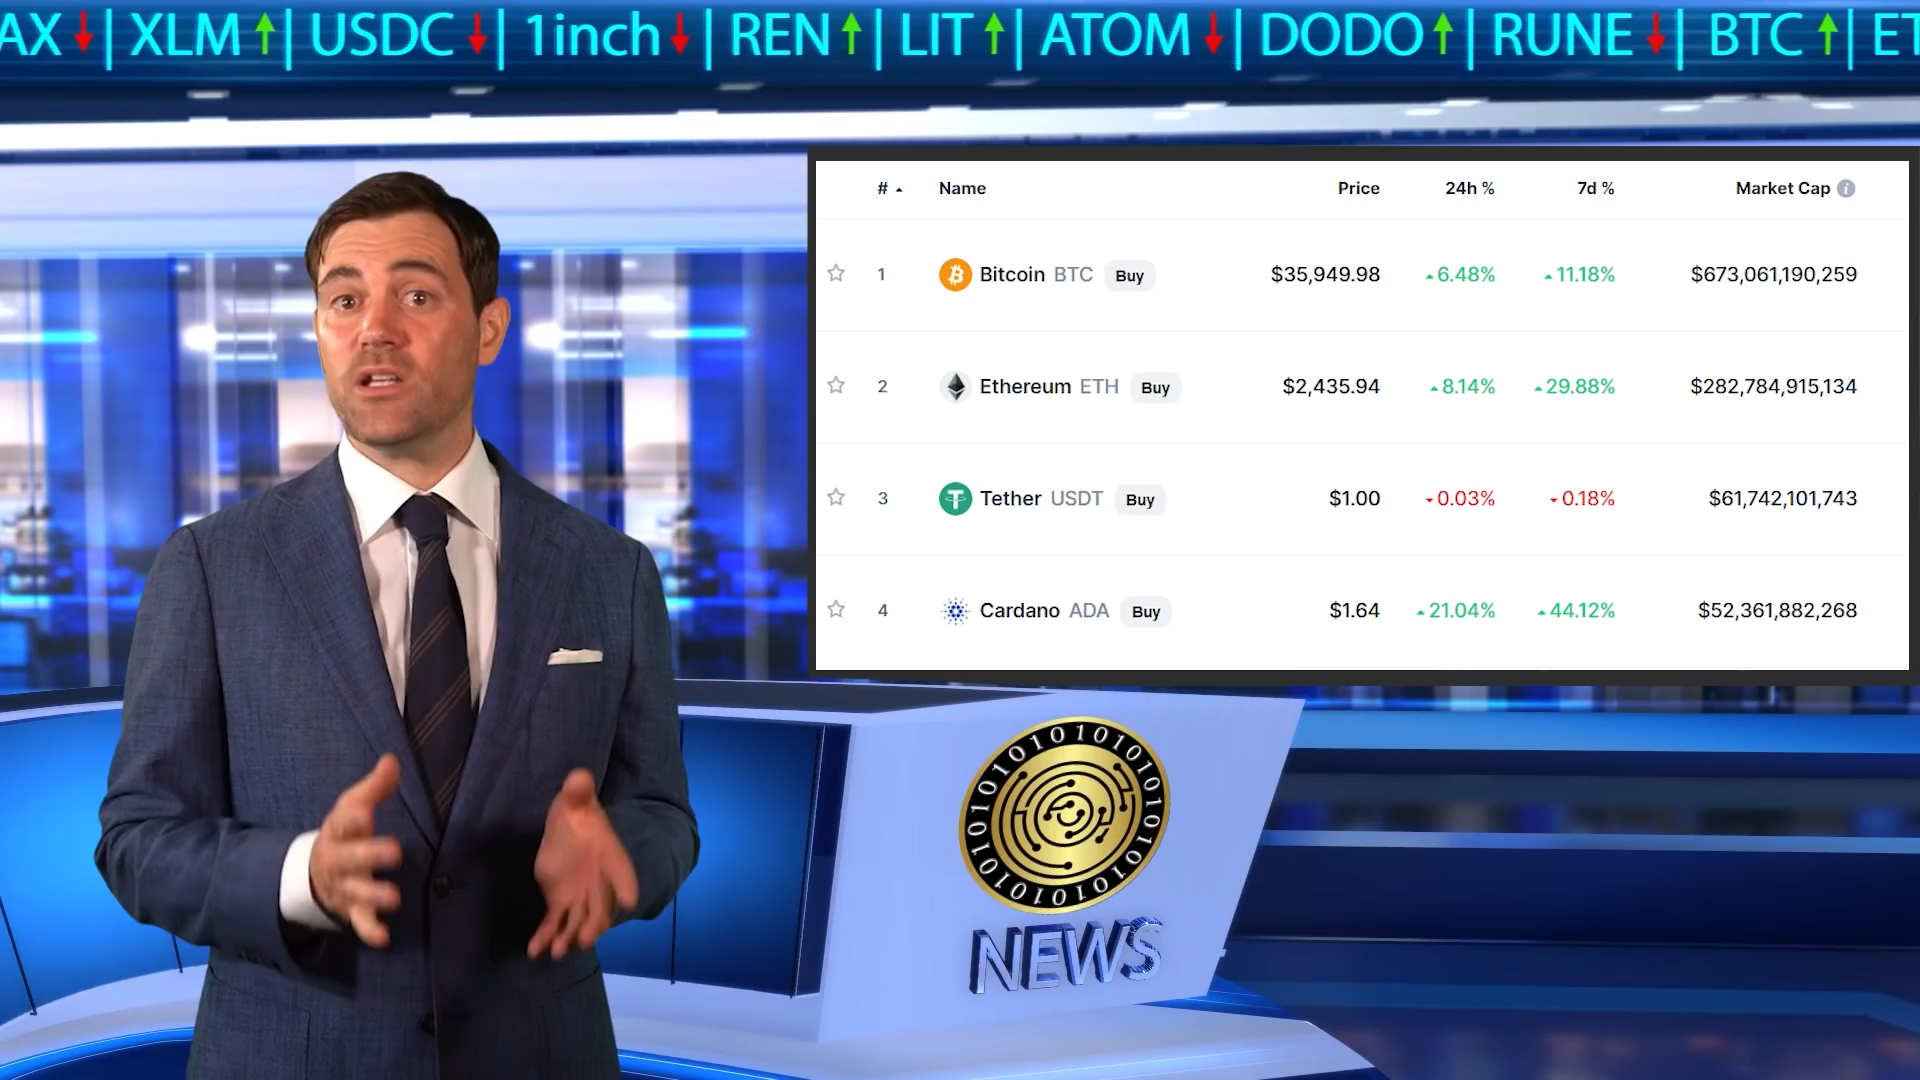 AX | XLM | USDC | 1inch | REN | LIT | ATOM | DODO | RUNE | BTC | ET
# Name Price 24h % 7d % Market Cap
1 Bitcoin BTC Buy $35,949.98 6.48% 11.18% $673,061,190,259
2 Ethereum ETH Buy $2,435.94 8.14% 29.88% $282,784,915,134
3 Tether USDT Buy $1.00 0.03% 0.18% $61,742,101,743
4 Cardano ADA Buy $1.64 21.04% 44.12% $52,361,882,268
NEWS